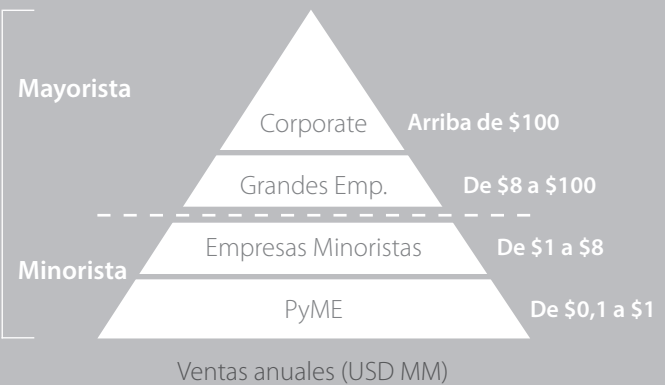 Mayorista
Corporate Arriba de $100
Grandes Emp. De $8 a $100
Empresas Minoristas De $1 a $8
Minorista
PyME De $0,1 a $1
Ventas anuales (USD MM)